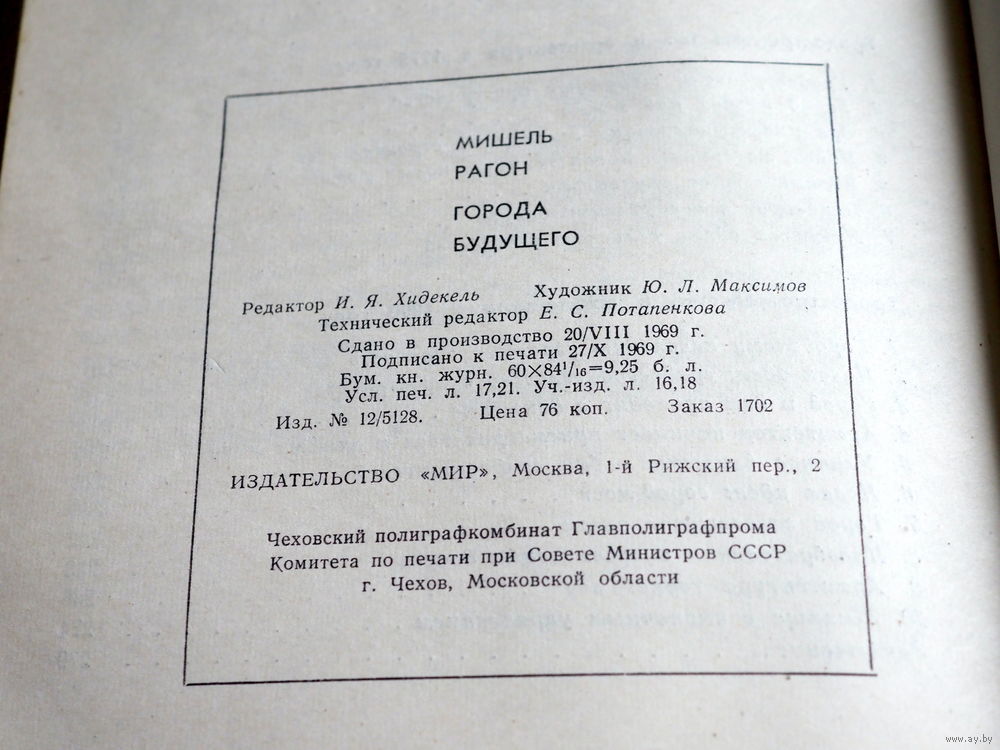 МИШЕЛЬ
РАГОН
ГОРОДА
БУДУЩЕГО
Редактор И. Я. Хидекель Художник Ю. Л. Максимов
Технический редактор Е. С. Потапенкова
Сдано в производство 20/VIII 1969 г.
Подписано к печати 27/X 1969 г.
Бум. кн. журн. 60×84¹/₁₆=9,25 б. л.
Усл. печ. л. 17,21. Уч.-изд. л. 16,18
Изд. № 12/5128. Цена 76 коп. Заказ 1702
ИЗДАТЕЛЬСТВО «МИР», Москва, 1-й Рижский пер., 2
Чеховский полиграфкомбинат Главполиграфпрома
Комитета по печати при Совете Министров СССР
г. Чехов, Московской области
www.ay.by